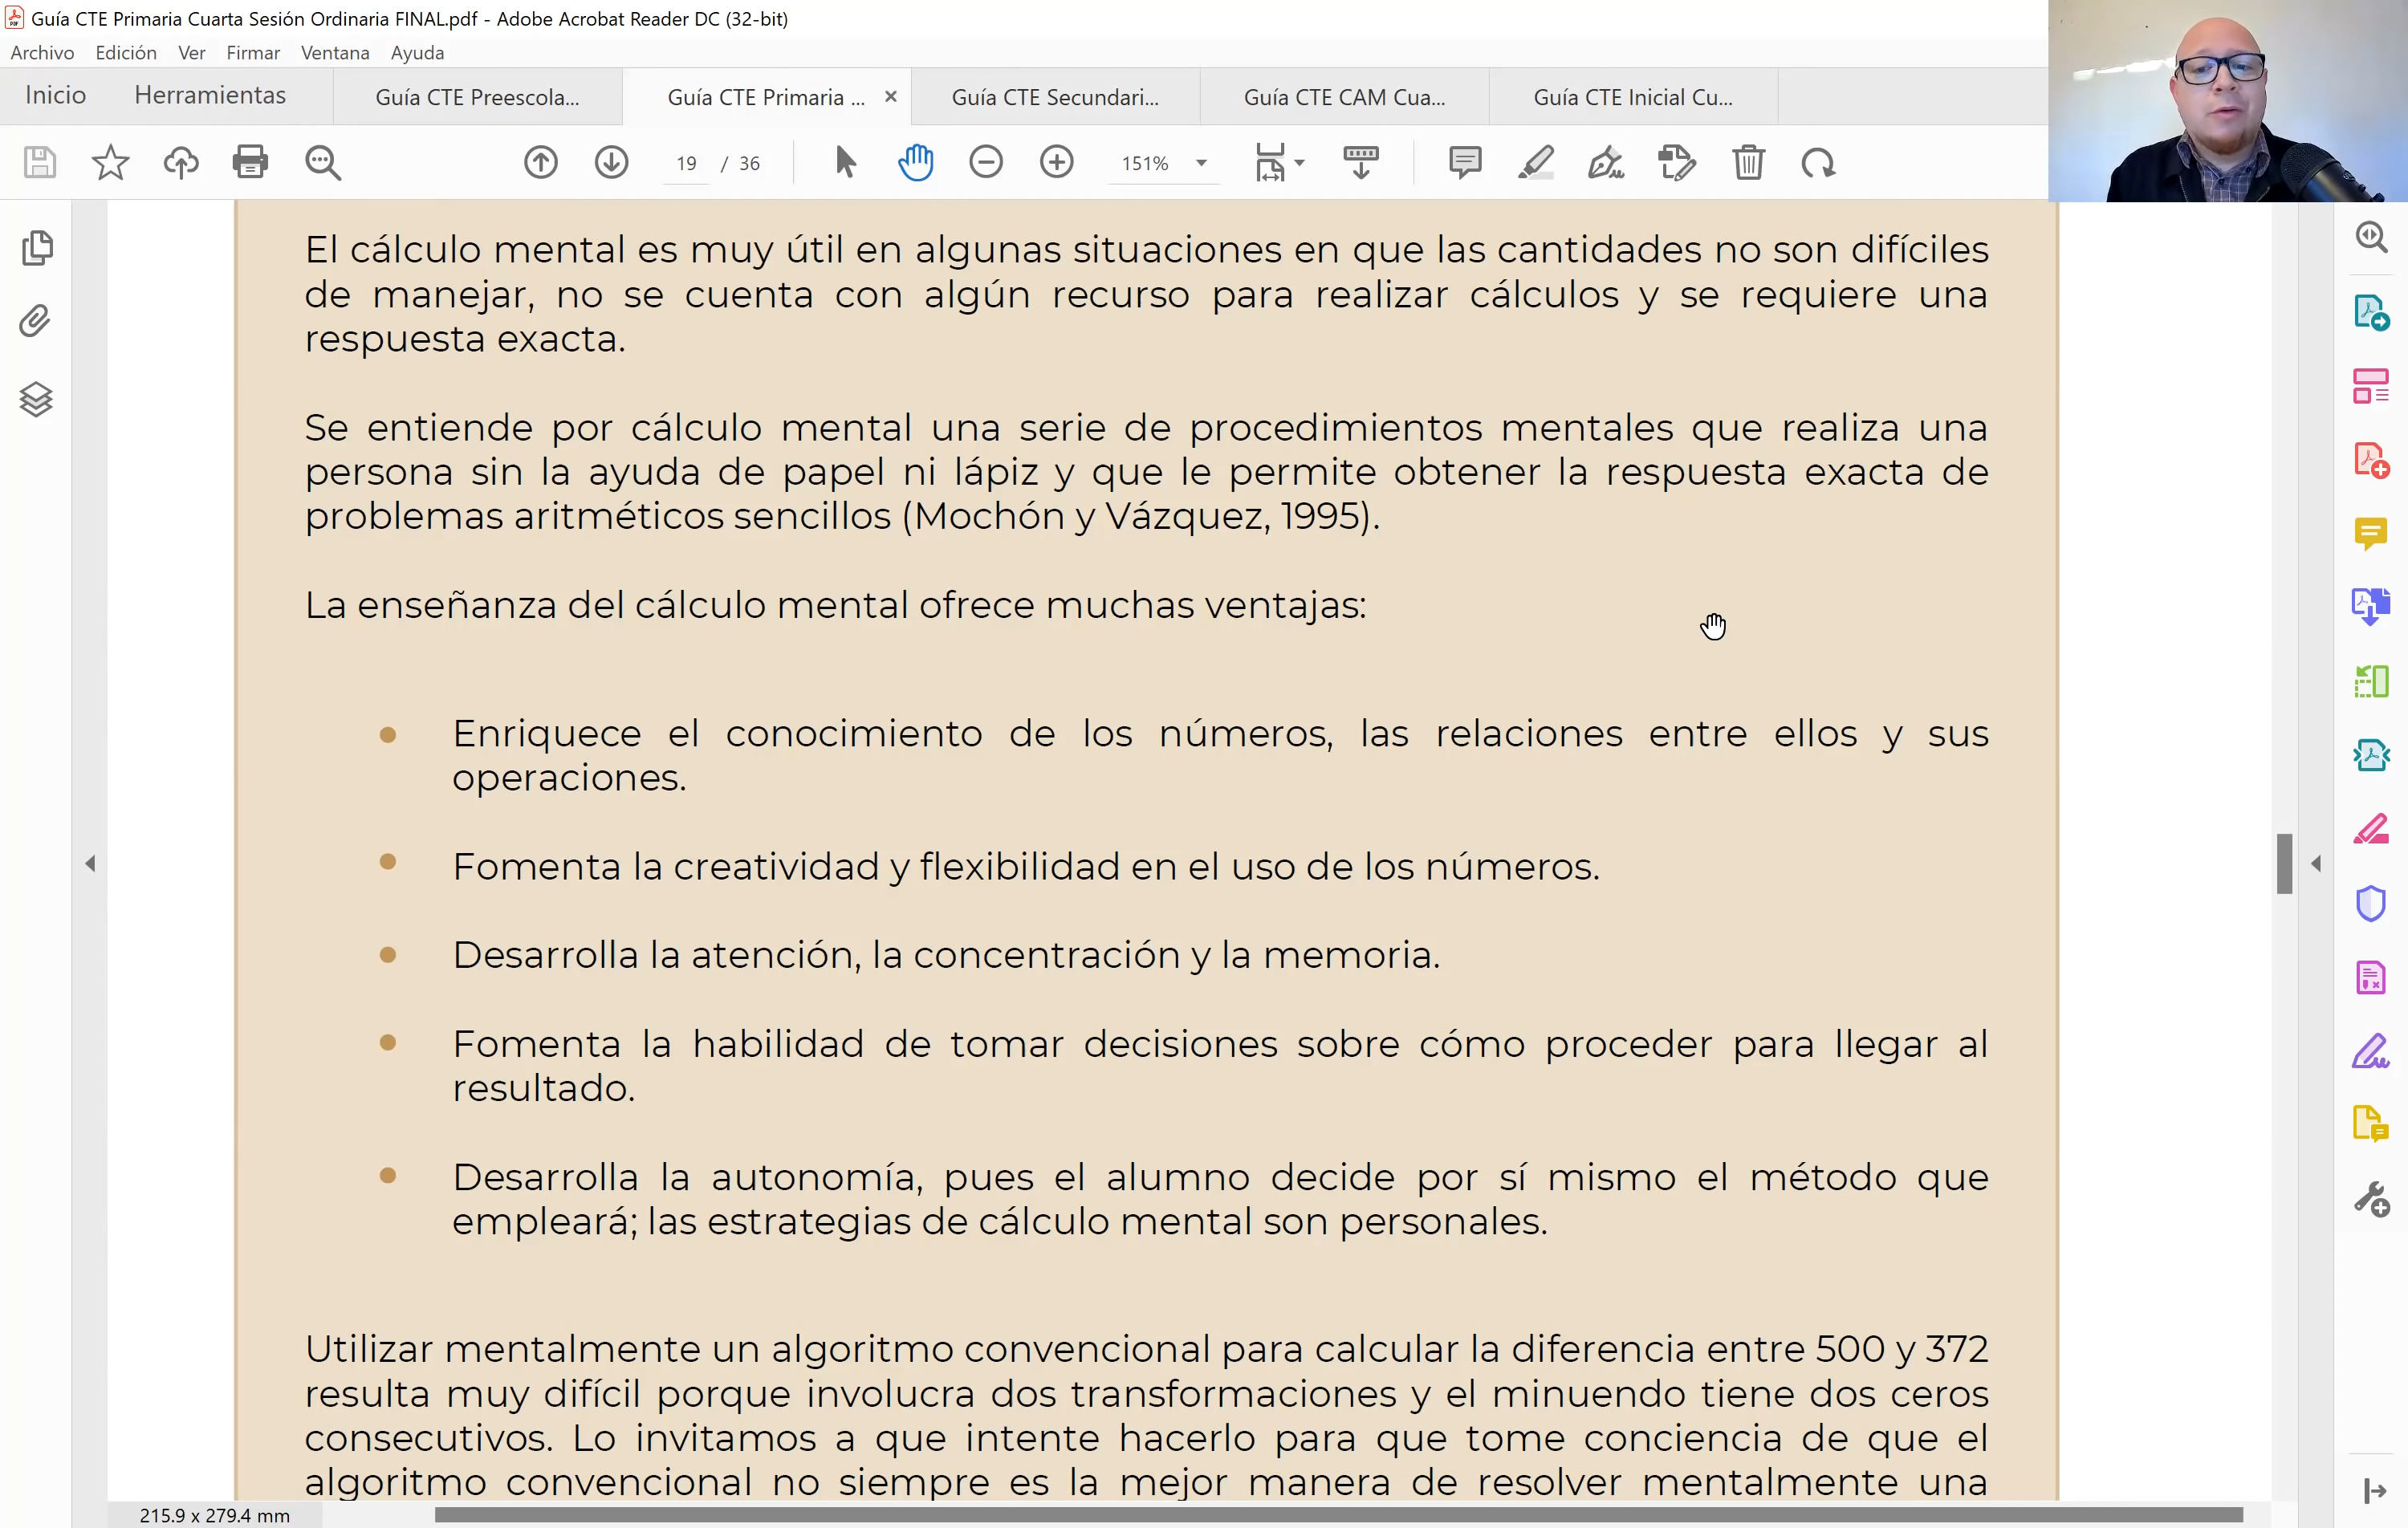 Guía CTE Primaria Cuarta Sesión Ordinaria FINAL.pdf - Adobe Acrobat Reader DC (32-bit)
Archivo Edición Ver Firmar Ventana Ayuda
Inicio Herramientas Guía CTE Preescola... Guía CTE Primaria ... × Guía CTE Secundari... Guía CTE CAM Cua... Guía CTE Inicial Cu...
19 / 36 151%
El cálculo mental es muy útil en algunas situaciones en que las cantidades no son difíciles
de manejar, no se cuenta con algún recurso para realizar cálculos y se requiere una
respuesta exacta.
Se entiende por cálculo mental una serie de procedimientos mentales que realiza una
persona sin la ayuda de papel ni lápiz y que le permite obtener la respuesta exacta de
problemas aritméticos sencillos (Mochón y Vázquez, 1995).
La enseñanza del cálculo mental ofrece muchas ventajas:
• Enriquece el conocimiento de los números, las relaciones entre ellos y sus
operaciones.
• Fomenta la creatividad y flexibilidad en el uso de los números.
• Desarrolla la atención, la concentración y la memoria.
• Fomenta la habilidad de tomar decisiones sobre cómo proceder para llegar al
resultado.
• Desarrolla la autonomía, pues el alumno decide por sí mismo el método que
empleará; las estrategias de cálculo mental son personales.
Utilizar mentalmente un algoritmo convencional para calcular la diferencia entre 500 y 372
resulta muy difícil porque involucra dos transformaciones y el minuendo tiene dos ceros
consecutivos. Lo invitamos a que intente hacerlo para que tome conciencia de que el
algoritmo convencional no siempre es la mejor manera de resolver mentalmente una
215.9 x 279.4 mm